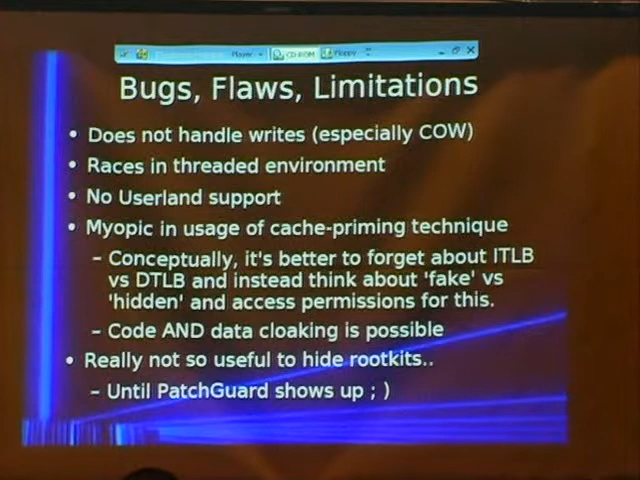 Player
CD-ROM
Floppy
Bugs, Flaws, Limitations
• Does not handle writes (especially COW)
• Races in threaded environment
• No Userland support
• Myopic in usage of cache-priming technique
– Conceptually, it's better to forget about ITLB
vs DTLB and instead think about 'fake' vs
'hidden' and access permissions for this.
– Code AND data cloaking is possible
• Really not so useful to hide rootkits..
– Until PatchGuard shows up ; )